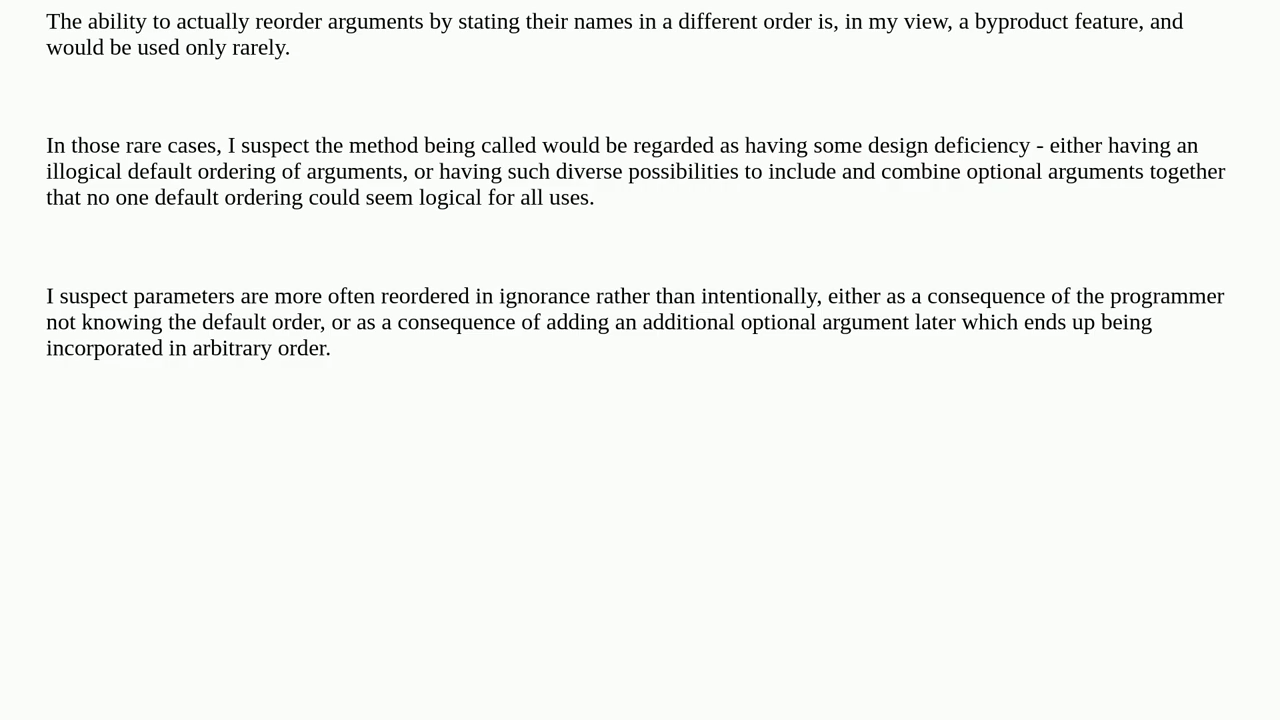 The ability to actually reorder arguments by stating their names in a different order is, in my view, a byproduct feature, and
would be used only rarely.
In those rare cases, I suspect the method being called would be regarded as having some design deficiency - either having an
illogical default ordering of arguments, or having such diverse possibilities to include and combine optional arguments together
that no one default ordering could seem logical for all uses.
I suspect parameters are more often reordered in ignorance rather than intentionally, either as a consequence of the programmer
not knowing the default order, or as a consequence of adding an additional optional argument later which ends up being
incorporated in arbitrary order.